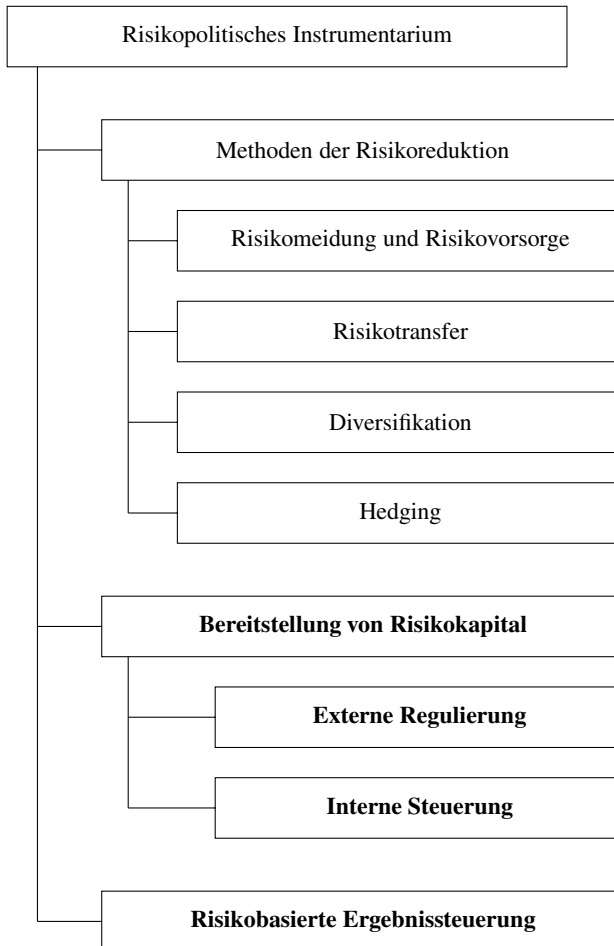 Risikopolitisches Instrumentarium
Methoden der Risikoreduktion
Risikomeidung und Risikovorsorge
Risikotransfer
Diversifikation
Hedging
Bereitstellung von Risikokapital
Externe Regulierung
Interne Steuerung
Risikobasierte Ergebnissteuerung